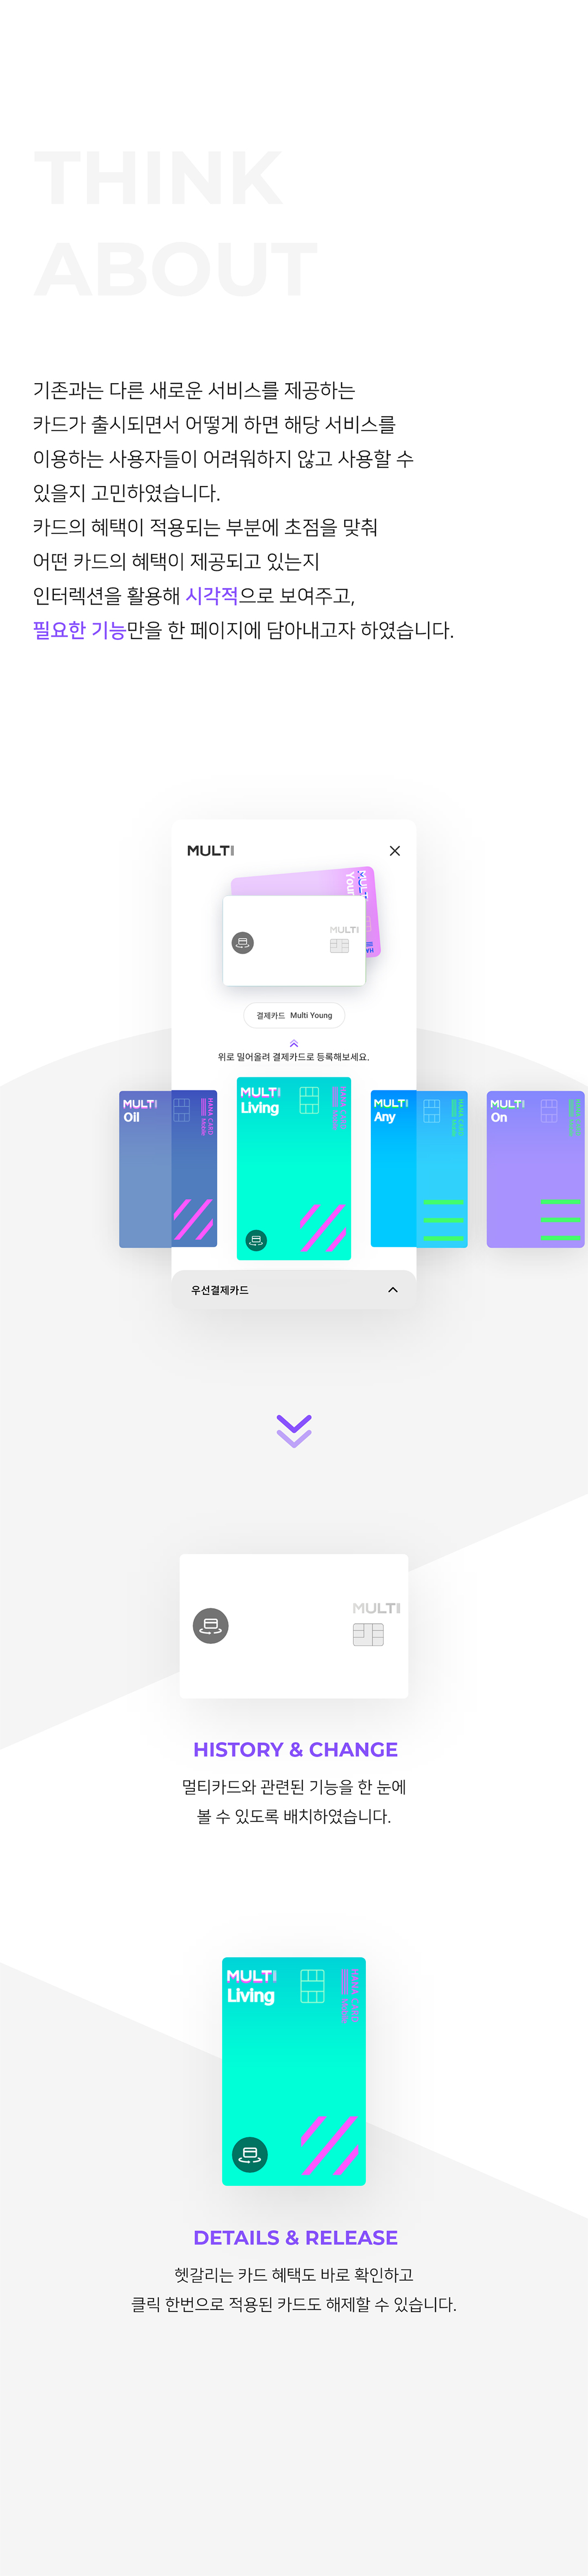 THINK
ABOUT
기존과는 다른 새로운 서비스를 제공하는
카드가 출시되면서 어떻게 하면 해당 서비스를
이용하는 사용자들이 어려워하지 않고 사용할 수
있을지 고민하였습니다.
카드의 혜택이 적용되는 부분에 초점을 맞춰
어떤 카드의 혜택이 제공되고 있는지
인터렉션을 활용해 시각적으로 보여주고,
필요한 기능만을 한 페이지에 담아내고자 하였습니다.
MULTI
MULTI
MULTI
결제카드 Multi Young
위로 밀어올려 결제카드로 등록해보세요.
MULTI
Oil
HANA CARD
MULTI
Living
MULTI
Any
HANA CARD
MULTI
On
HANA CARD
우선결제카드
MULTI
HISTORY & CHANGE
멀티카드와 관련된 기능을 한 눈에
볼 수 있도록 배치하였습니다.
MULTI
Living
HANA CARD
DETAILS & RELEASE
헷갈리는 카드 혜택도 바로 확인하고
클릭 한번으로 적용된 카드도 해제할 수 있습니다.